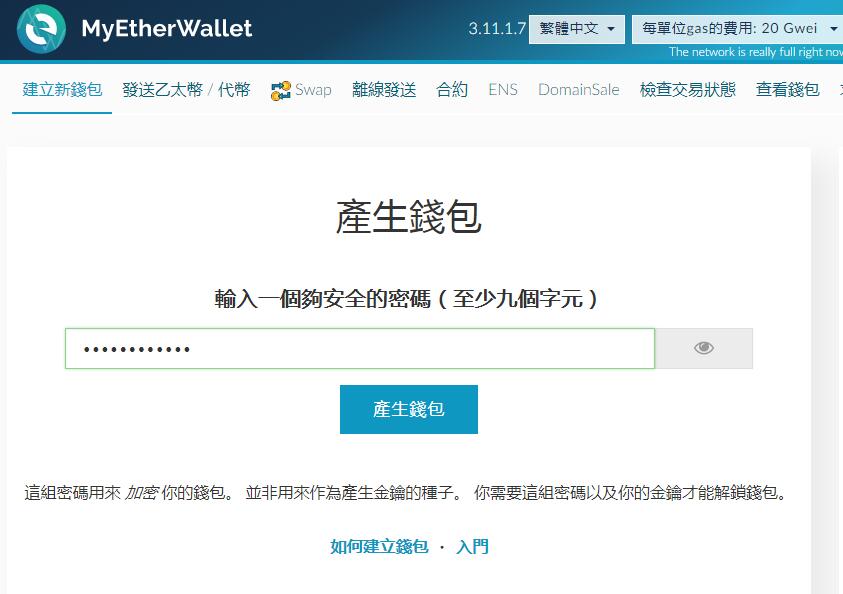 MyEtherWallet
3.11.1.7 繁體中文 每單位gas的費用: 20 Gwei
The network is really full right now
建立新錢包 發送乙太幣 / 代幣 Swap 離線發送 合約 ENS DomainSale 檢查交易狀態 查看錢包
產生錢包
輸入一個夠安全的密碼（至少九個字元）
••••••••••••
產生錢包
這組密碼用來 加密 你的錢包。 並非用來作為產生金鑰的種子。 你需要這組密碼以及你的金鑰才能解鎖錢包。
如何建立錢包 · 入門